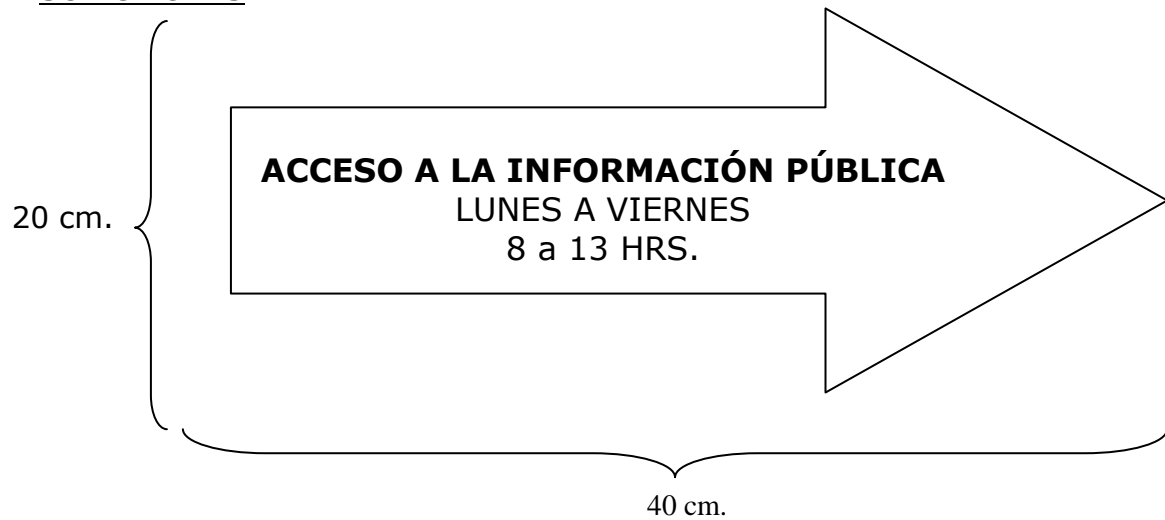 ACCESO A LA INFORMACIÓN PÚBLICA
LUNES A VIERNES
8 a 13 HRS.
20 cm.
40 cm.